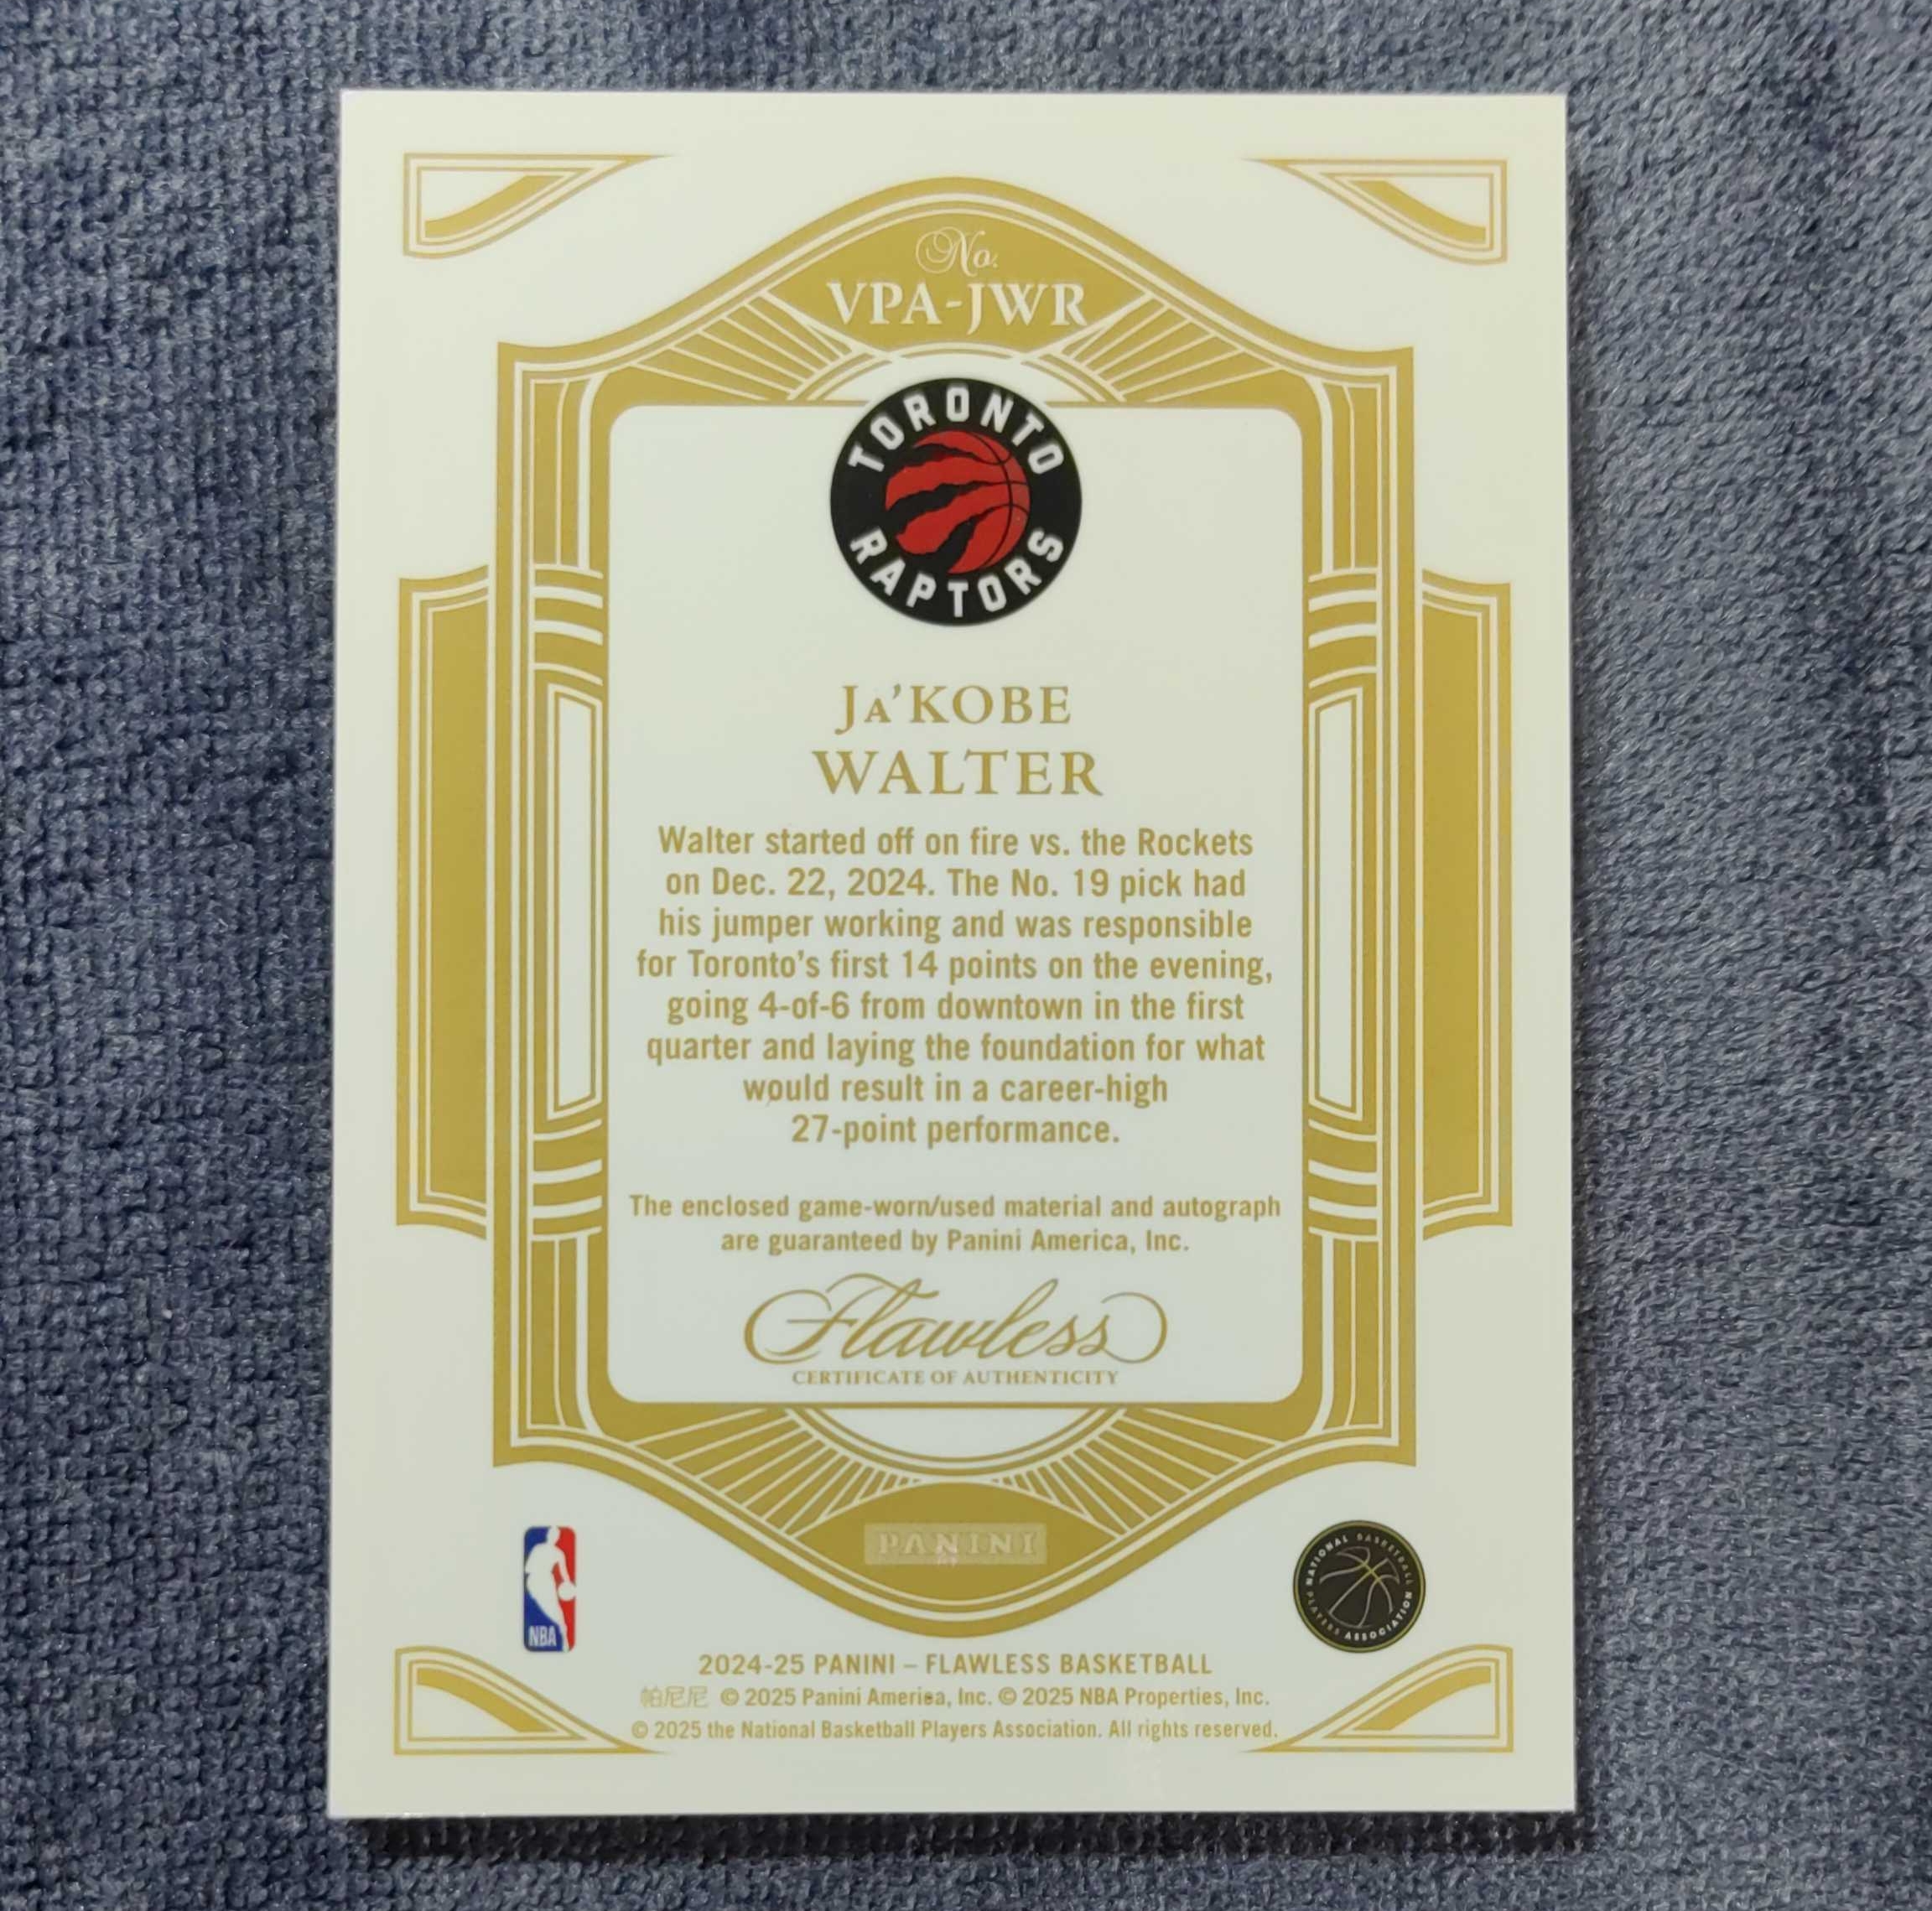 No.
VPA-JWR
TORONTO
RAPTORS
Ja'KOBE
WALTER
Walter started off on fire vs. the Rockets
on Dec. 22, 2024. The No. 19 pick had
his jumper working and was responsible
for Toronto's first 14 points on the evening,
going 4-of-6 from downtown in the first
quarter and laying the foundation for what
would result in a career-high
27-point performance.
The enclosed game-worn/used material and autograph
are guaranteed by Panini America, Inc.
Flawless
CERTIFICATE OF AUTHENTICITY
PANINI
NBA
NATIONAL BASKETBALL
PLAYERS ASSOCIATION
2024-25 PANINI – FLAWLESS BASKETBALL
帕尼尼 © 2025 Panini America, Inc. © 2025 NBA Properties, Inc.
© 2025 the National Basketball Players Association. All rights reserved.